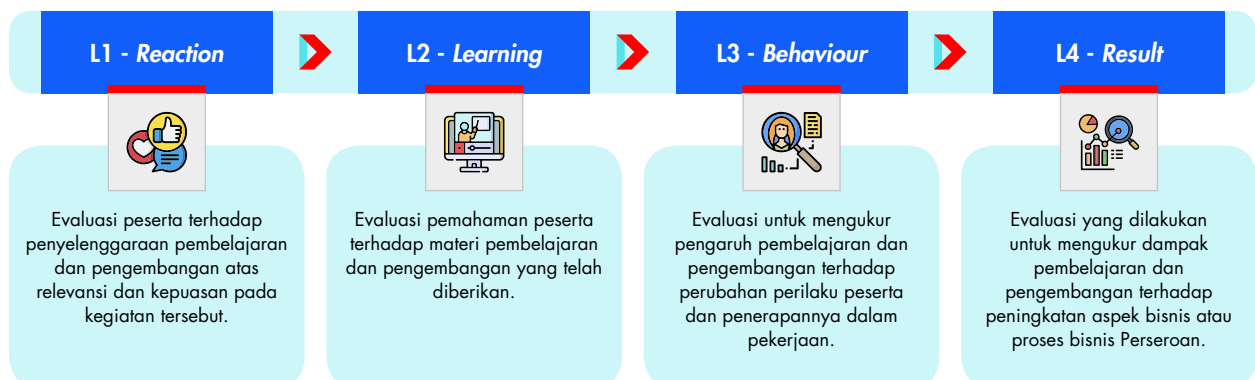 L1 - Reaction
L2 - Learning
L3 - Behaviour
L4 - Result
Evaluasi peserta terhadap
penyelenggaraan pembelajaran
dan pengembangan atas
relevansi dan kepuasan pada
kegiatan tersebut.
Evaluasi pemahaman peserta
terhadap materi pembelajaran
dan pengembangan yang telah
diberikan.
Evaluasi untuk mengukur
pengaruh pembelajaran dan
pengembangan terhadap
perubahan perilaku peserta
dan penerapannya dalam
pekerjaan.
Evaluasi yang dilakukan
untuk mengukur dampak
pembelajaran dan
pengembangan terhadap
peningkatan aspek bisnis atau
proses bisnis Perseroan.